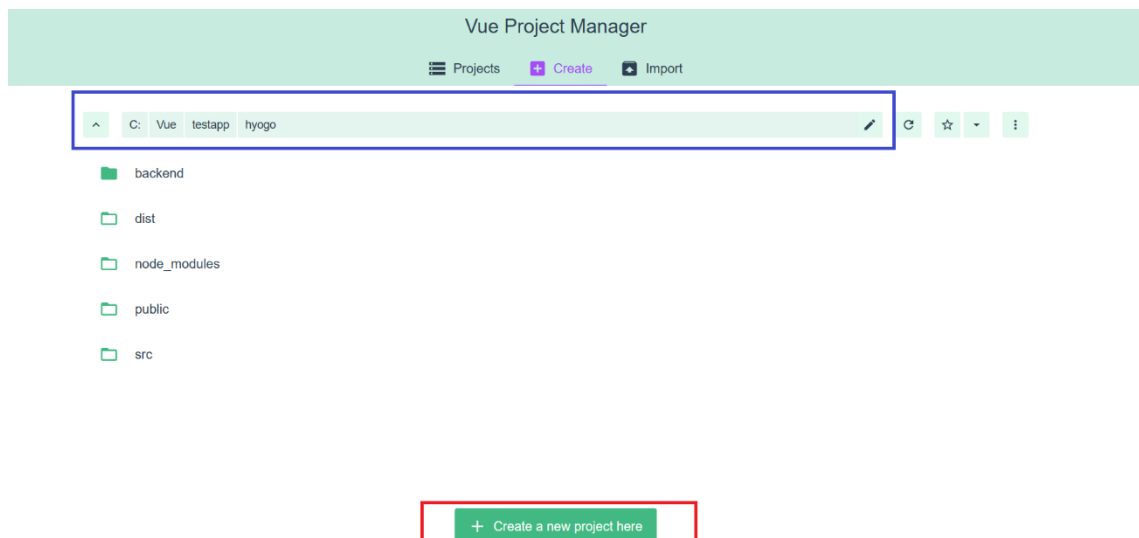 Vue Project Manager
Projects Create Import
C: Vue testapp hyogo
backend
dist
node_modules
public
src
+ Create a new project here